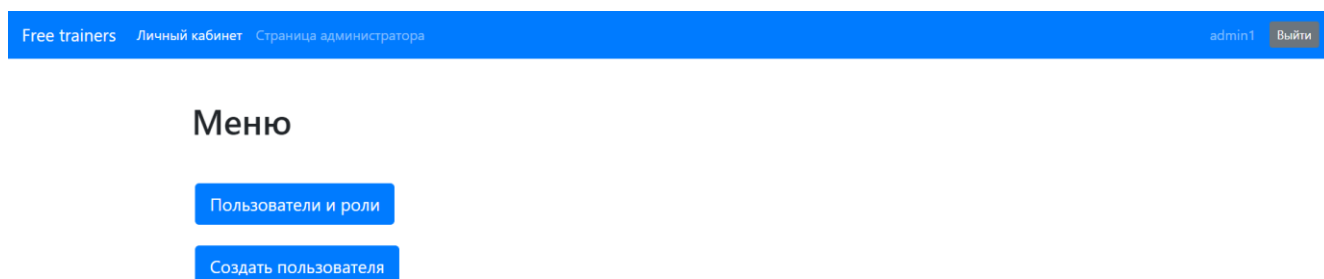 Free trainers Личный кабинет Страница администратора admin1 Выйти
Меню
Пользователи и роли
Создать пользователя